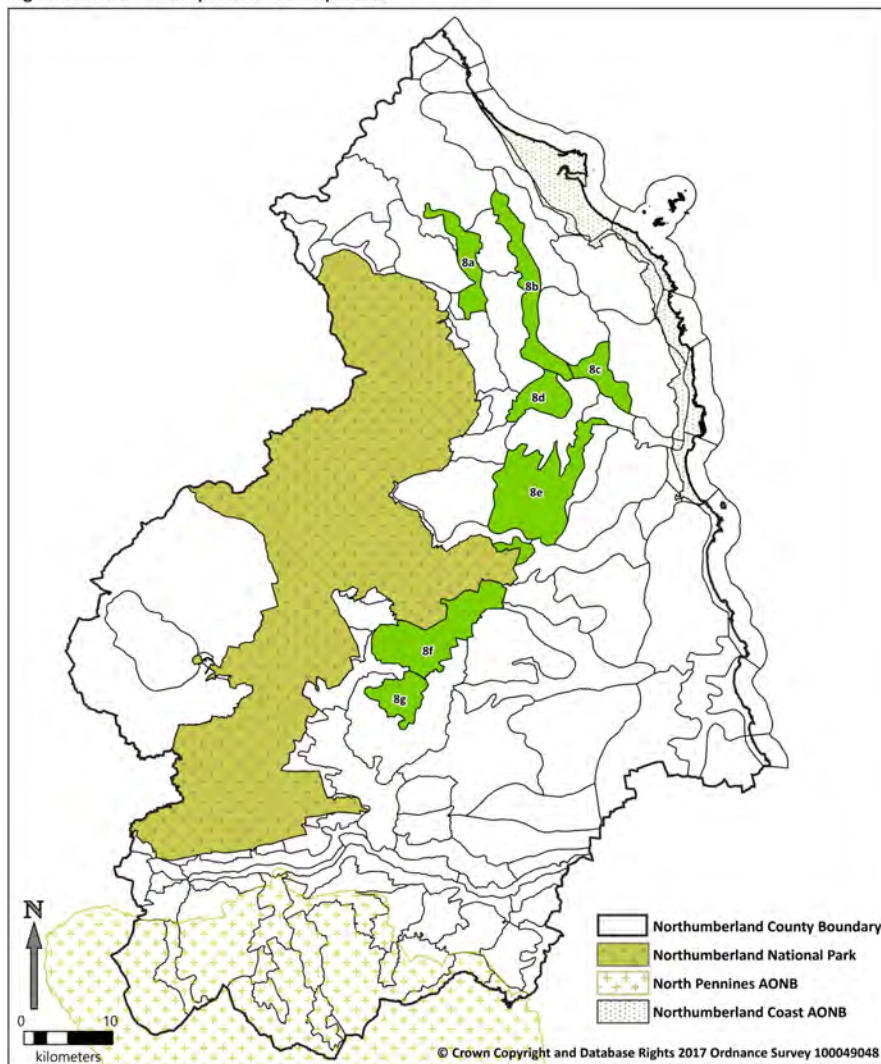 8a
8b
8c
8d
8e
8f
8g
N
0 10
kilometers
Northumberland County Boundary
Northumberland National Park
North Pennines AONB
Northumberland Coast AONB
© Crown Copyright and Database Rights 2017 Ordnance Survey 100049048